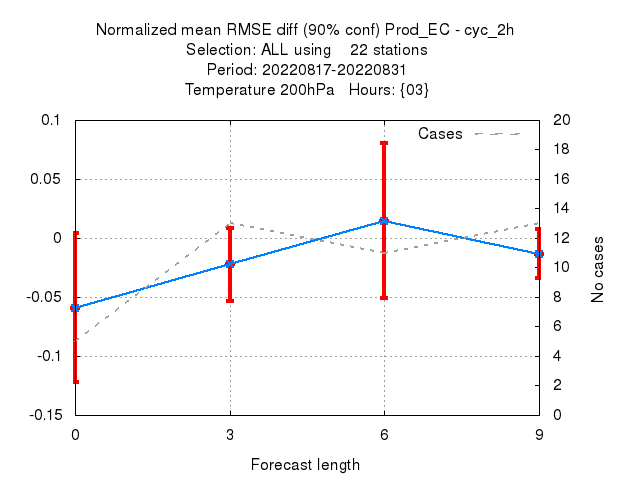 Normalized mean RMSE diff (90% conf) Prod_EC - cyc_2h
Selection: ALL using 22 stations
Period: 20220817-20220831
Temperature 200hPa Hours: {03}
Cases
0.1
0.05
0
-0.05
-0.1
-0.15
20
18
16
14
12
10
8
6
4
2
0
No cases
0 3 6 9
Forecast length